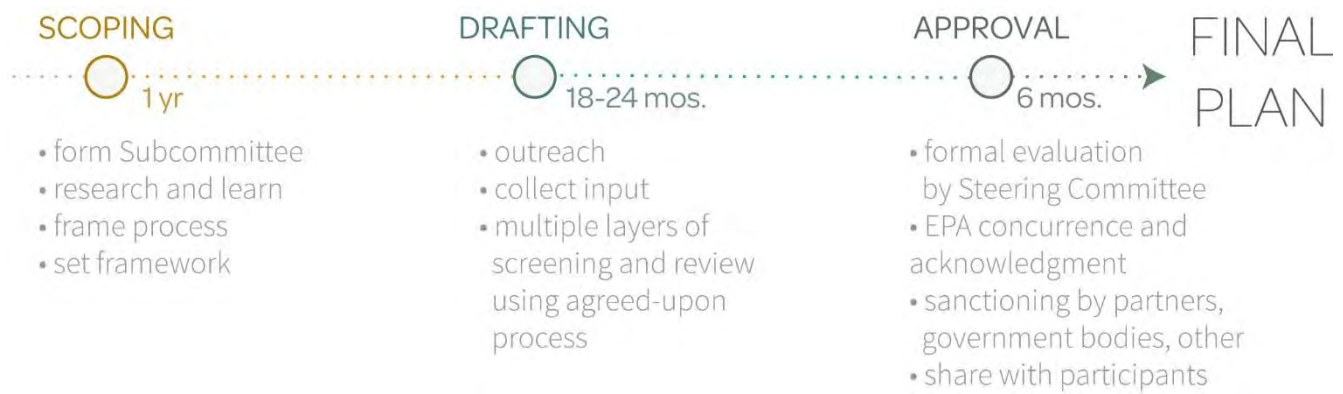 SCOPING
1 yr
• form Subcommittee
• research and learn
• frame process
• set framework
DRAFTING
18-24 mos.
• outreach
• collect input
• multiple layers of
screening and review
using agreed-upon
process
APPROVAL
6 mos.
• formal evaluation
by Steering Committee
• EPA concurrence and
acknowledgment
• sanctioning by partners,
government bodies, other
• share with participants
FINAL
PLAN